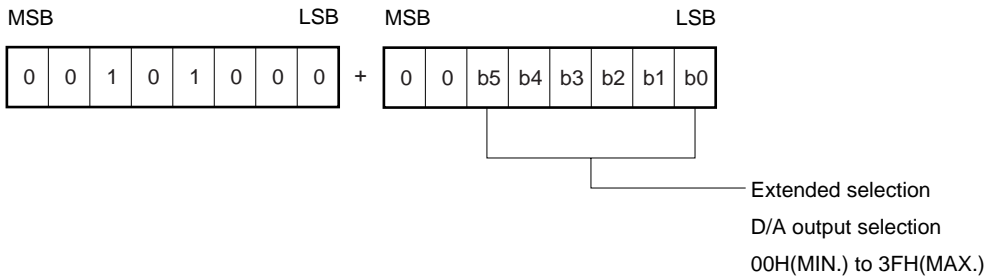 MSB LSB MSB LSB
0 0 1 0 1 0 0 0 + 0 0 b5 b4 b3 b2 b1 b0
Extended selection
D/A output selection
00H(MIN.) to 3FH(MAX.)